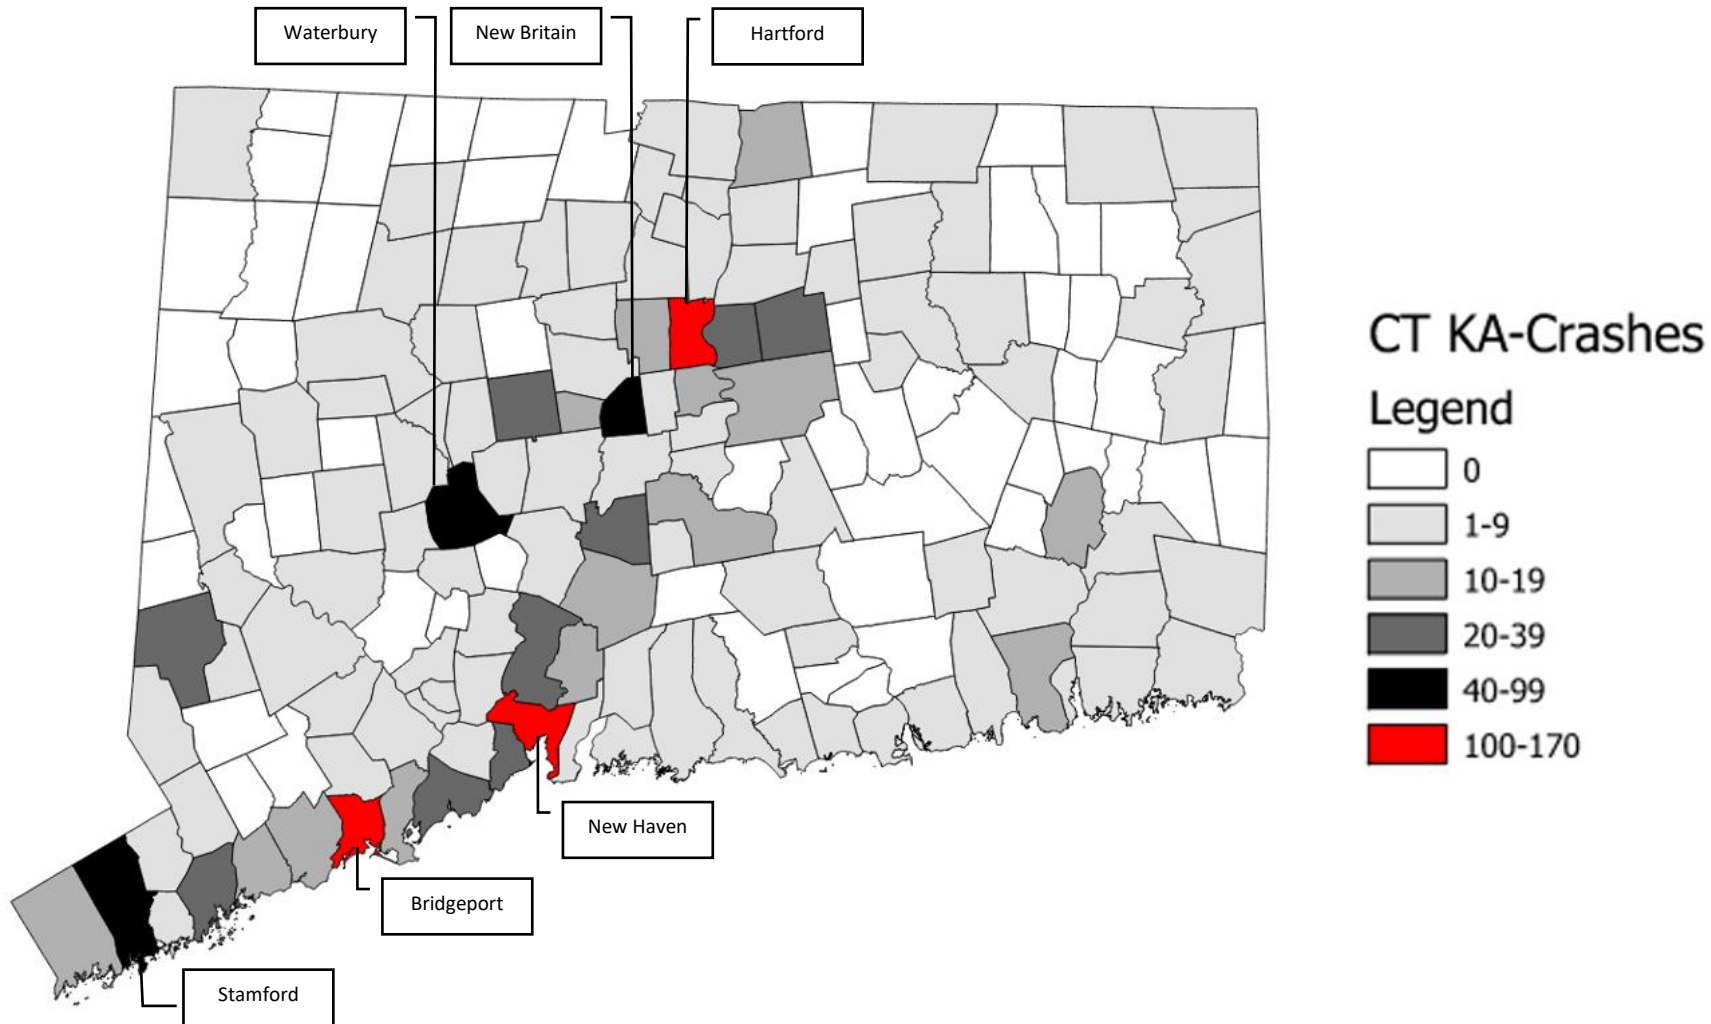 Waterbury
New Britain
Hartford
CT KA-Crashes
Legend
0
1-9
10-19
20-39
40-99
100-170
New Haven
Bridgeport
Stamford